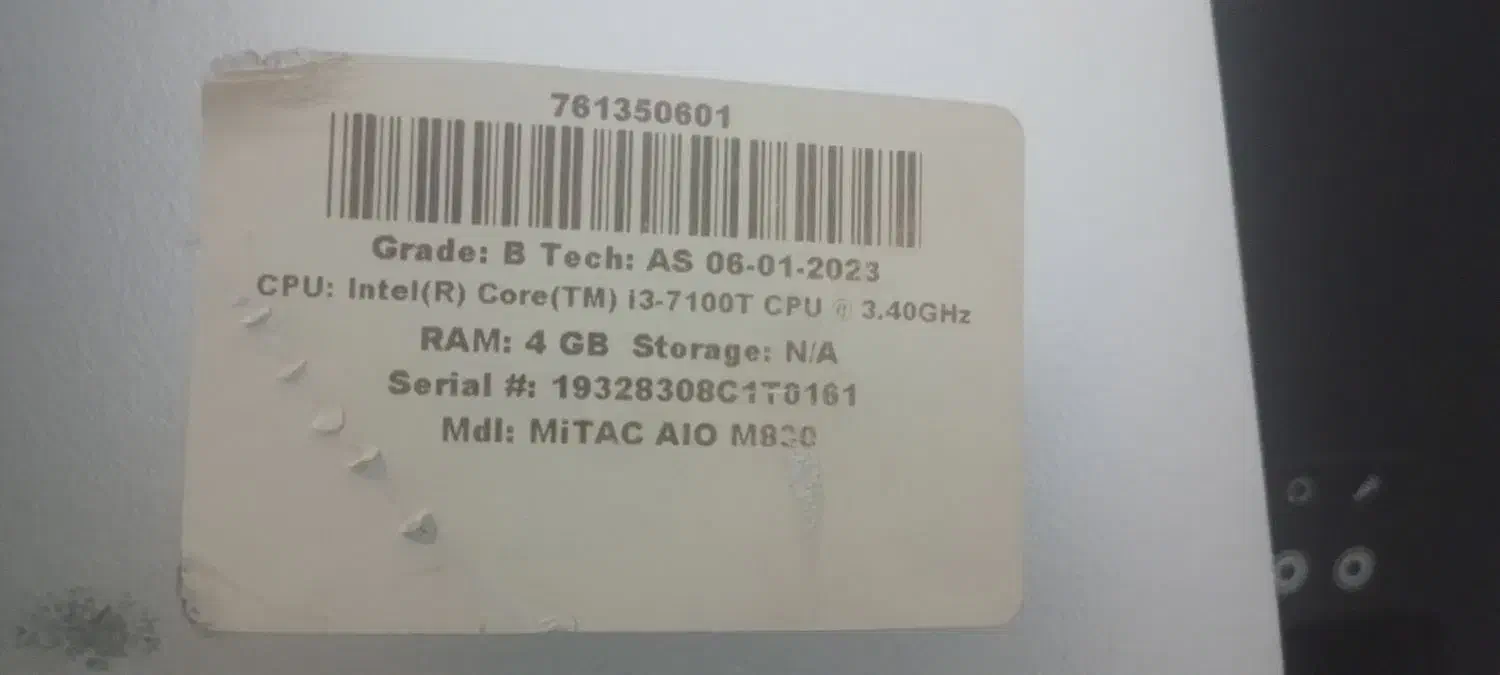 761350601
Grade: B Tech: AS 06-01-2023
CPU: Intel(R) Core(TM) i3-7100T CPU @ 3.40GHz
RAM: 4 GB Storage: N/A
Serial #: 19328308C1T0161
Mdl: MiTAC AIO